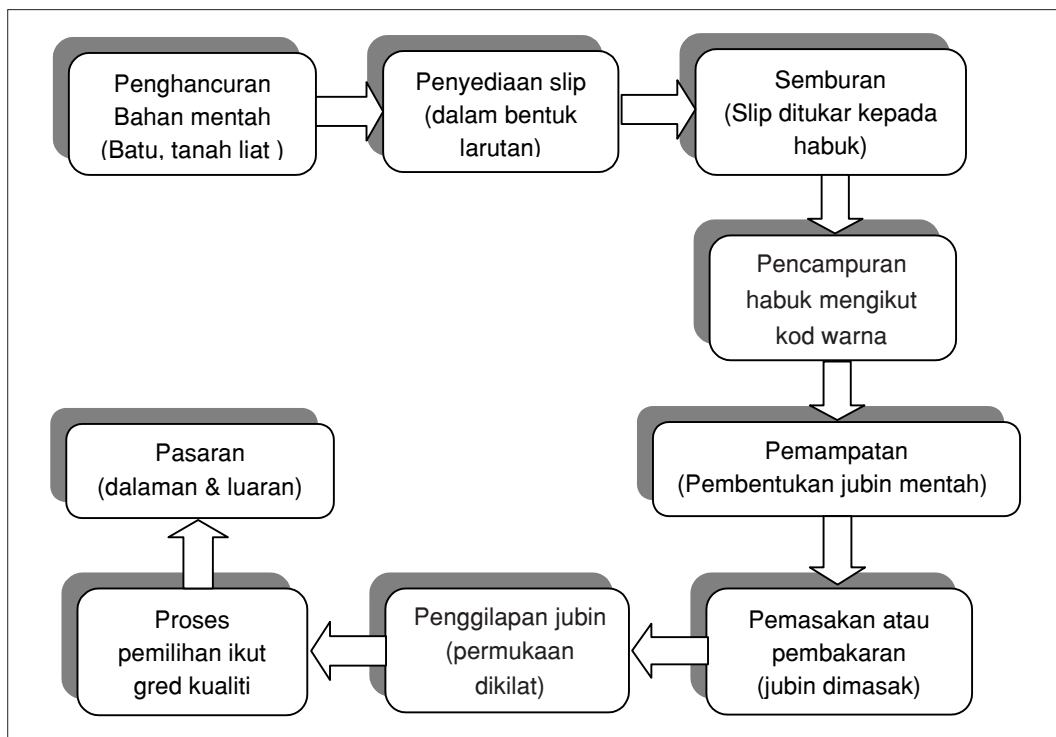 Penghancuran
Bahan mentah
(Batu, tanah liat )
Penyediaan slip
(dalam bentuk
larutan)
Semburan
(Slip ditukar kepada
habuk)
Pencampuran
habuk mengikut
kod warna
Pemampatan
(Pembentukan jubin mentah)
Pemasakan atau
pembakaran
(jubin dimasak)
Penggilapan jubin
(permukaan
dikilat)
Proses
pemilihan ikut
gred kualiti
Pasaran
(dalaman & luaran)